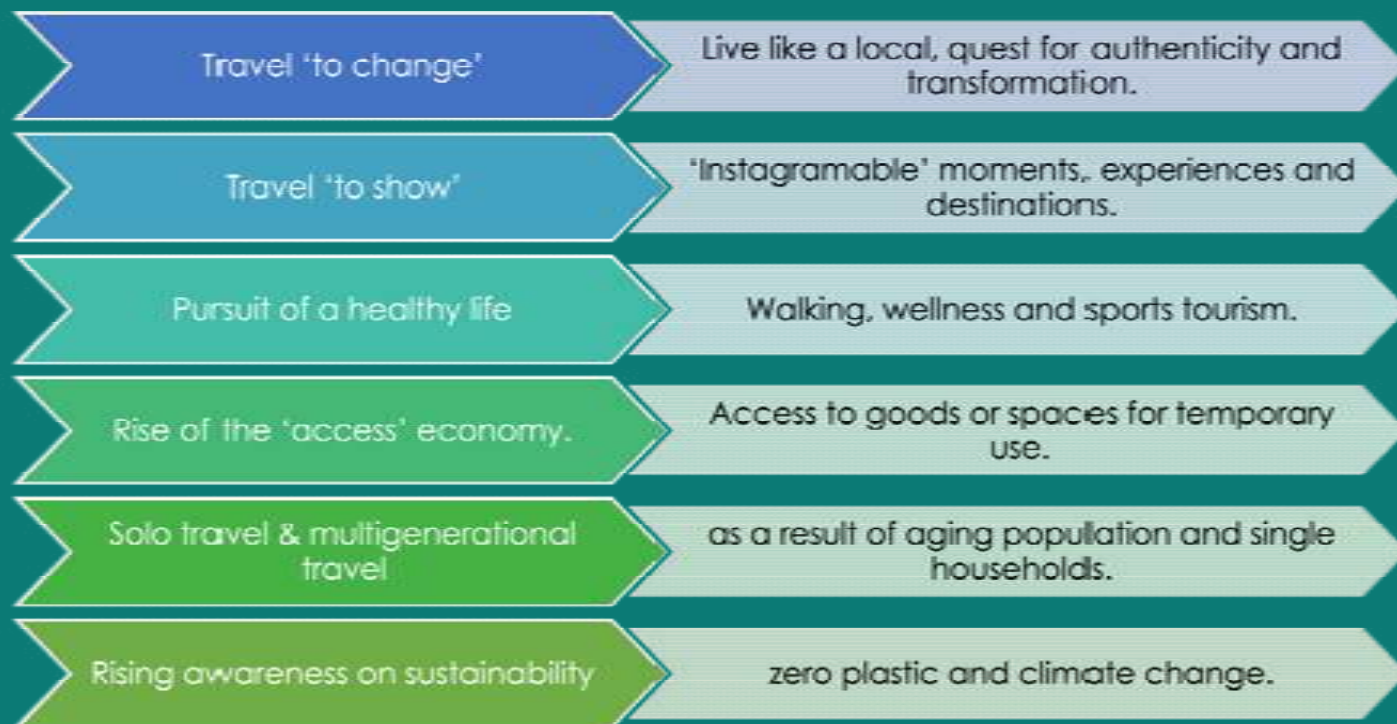 Travel ‘to change’
Live like a local, quest for authenticity and
transformation.
Travel ‘to show’
‘Instagramable’ moments, experiences and
destinations.
Pursuit of a healthy life
Walking, wellness and sports tourism.
Rise of the ‘access’ economy.
Access to goods or spaces for temporary
use.
Solo travel & multigenerational
travel
as a result of aging population and single
households.
Rising awareness on sustainability
zero plastic and climate change.